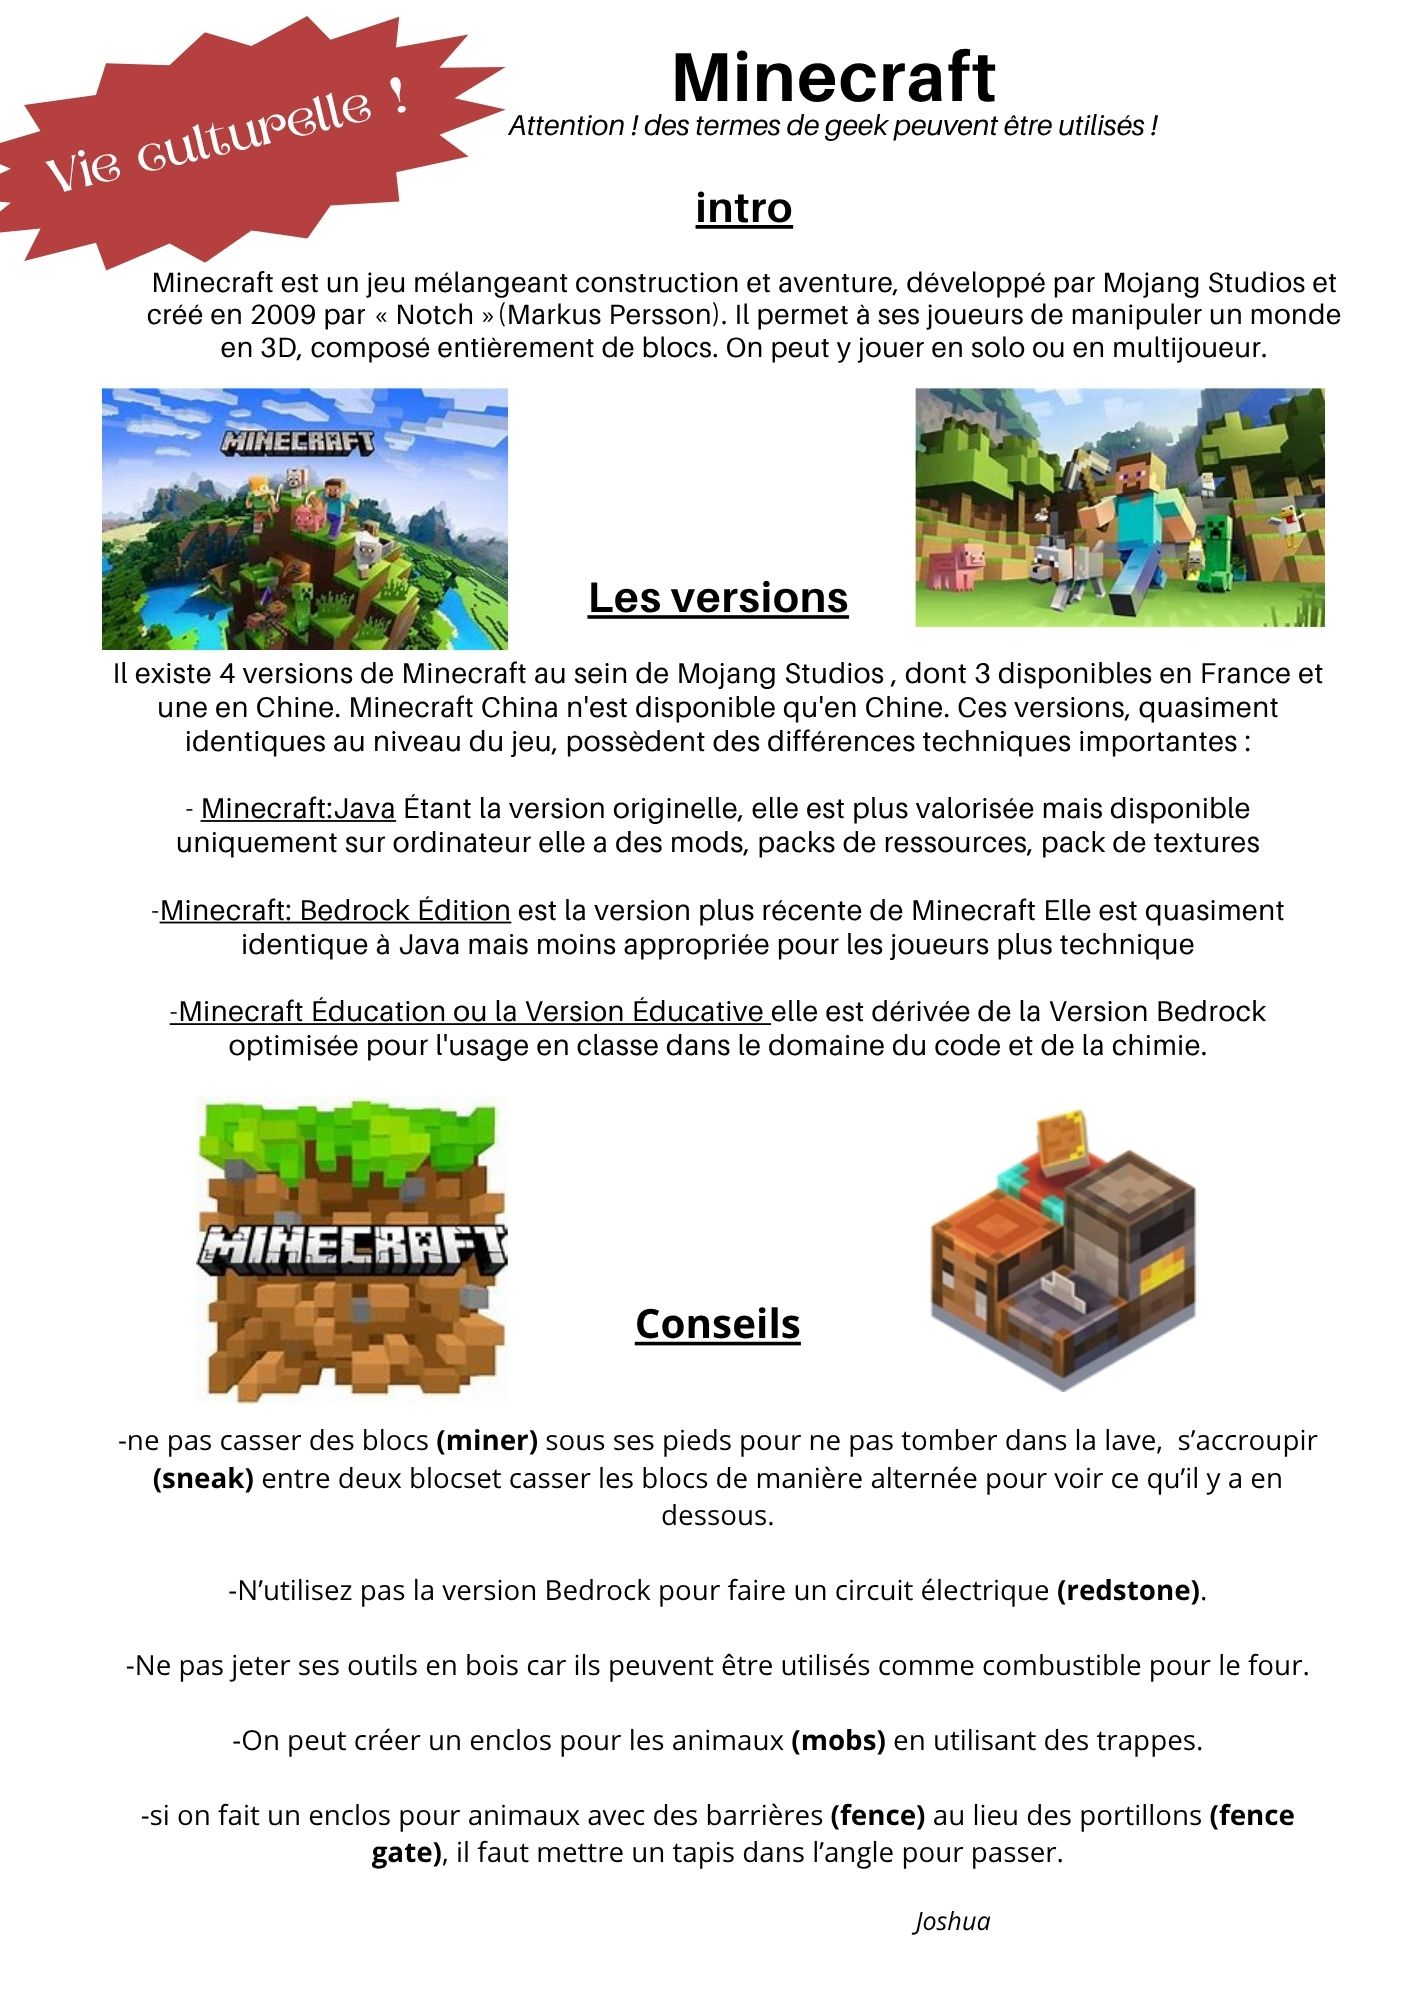 Vie culturelle !
Minecraft
Attention ! des termes de geek peuvent être utilisés !
intro
Minecraft est un jeu mélangeant construction et aventure, développé par Mojang Studios et
créé en 2009 par « Notch »(Markus Persson). Il permet à ses joueurs de manipuler un monde
en 3D, composé entièrement de blocs. On peut y jouer en solo ou en multijoueur.
MINECRAFT
Les versions
Il existe 4 versions de Minecraft au sein de Mojang Studios , dont 3 disponibles en France et
une en Chine. Minecraft China n'est disponible qu'en Chine. Ces versions, quasiment
identiques au niveau du jeu, possèdent des différences techniques importantes :
- Minecraft:Java Étant la version originelle, elle est plus valorisée mais disponible
uniquement sur ordinateur elle a des mods, packs de ressources, pack de textures
-Minecraft: Bedrock Édition est la version plus récente de Minecraft Elle est quasiment
identique à Java mais moins appropriée pour les joueurs plus technique
-Minecraft Éducation ou la Version Éducative elle est dérivée de la Version Bedrock
optimisée pour l'usage en classe dans le domaine du code et de la chimie.
MINECRAFT
Conseils
-ne pas casser des blocs (miner) sous ses pieds pour ne pas tomber dans la lave,  s’accroupir
(sneak) entre deux blocset casser les blocs de manière alternée pour voir ce qu’il y a en
dessous.
-N’utilisez pas la version Bedrock pour faire un circuit électrique (redstone).
-Ne pas jeter ses outils en bois car ils peuvent être utilisés comme combustible pour le four.
-On peut créer un enclos pour les animaux (mobs) en utilisant des trappes.
-si on fait un enclos pour animaux avec des barrières (fence) au lieu des portillons (fence
gate), il faut mettre un tapis dans l’angle pour passer.
Joshua